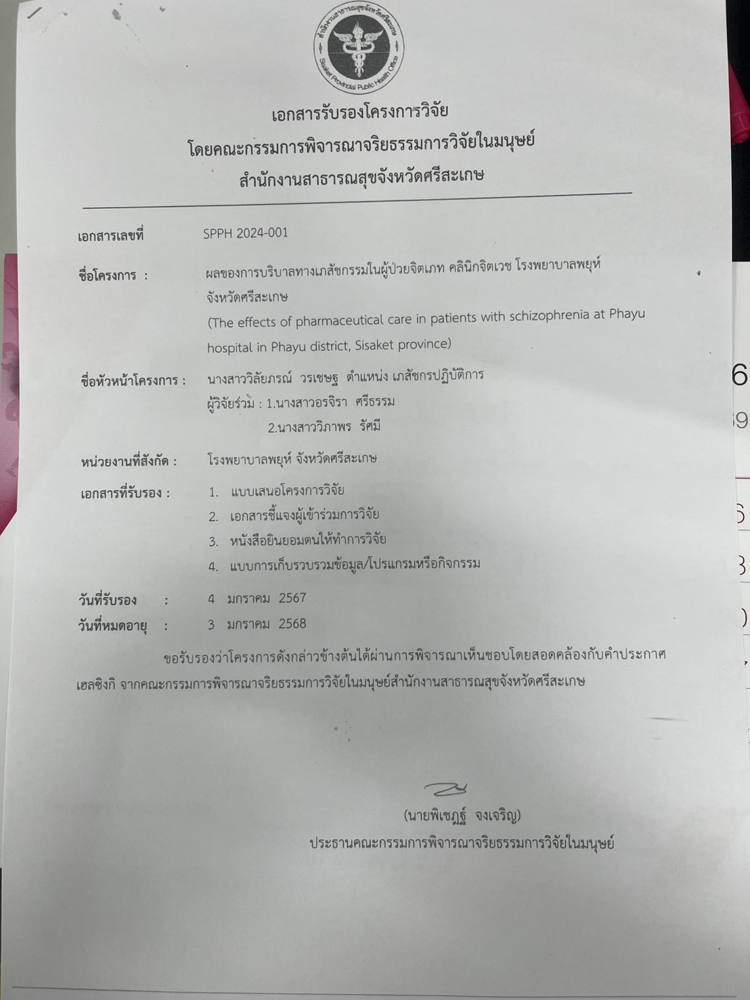 สำนักงานสาธารณสุขจังหวัดศรีสะเกษ
Sisaket Provincial Public Health Office
เอกสารรับรองโครงการวิจัย
โดยคณะกรรมการพิจารณาจริยธรรมการวิจัยในมนุษย์
สำนักงานสาธารณสุขจังหวัดศรีสะเกษ
เอกสารเลขที่ SPPH 2024-001
ชื่อโครงการ : ผลของการบริบาลทางเภสัชกรรมในผู้ป่วยจิตเภท คลินิกจิตเวช โรงพยาบาลพยุห์
จังหวัดศรีสะเกษ
(The effects of pharmaceutical care in patients with schizophrenia at Phayu
hospital in Phayu district, Sisaket province)
ชื่อหัวหน้าโครงการ : นางสาววิลัยภรณ์ วรเชษฐ ตำแหน่ง เภสัชกรปฏิบัติการ
ผู้วิจัยร่วม : 1.นางสาวอรจิรา ศรีธรรม
2.นางสาววิภาพร รัศมี
หน่วยงานที่สังกัด : โรงพยาบาลพยุห์ จังหวัดศรีสะเกษ
เอกสารที่รับรอง : 1. แบบเสนอโครงการวิจัย
2. เอกสารชี้แจงผู้เข้าร่วมการวิจัย
3. หนังสือยินยอมตนให้ทำการวิจัย
4. แบบการเก็บรวบรวมข้อมูล/โปรแกรมหรือกิจกรรม
วันที่รับรอง : 4 มกราคม 2567
วันที่หมดอายุ : 3 มกราคม 2568
ขอรับรองว่าโครงการดังกล่าวข้างต้นได้ผ่านการพิจารณาเห็นชอบโดยสอดคล้องกับคำประกาศ
เฮลซิงกิ จากคณะกรรมการพิจารณาจริยธรรมการวิจัยในมนุษย์สำนักงานสาธารณสุขจังหวัดศรีสะเกษ
(นายพิเชฏฐ์ จงเจริญ)
ประธานคณะกรรมการพิจารณาจริยธรรมการวิจัยในมนุษย์